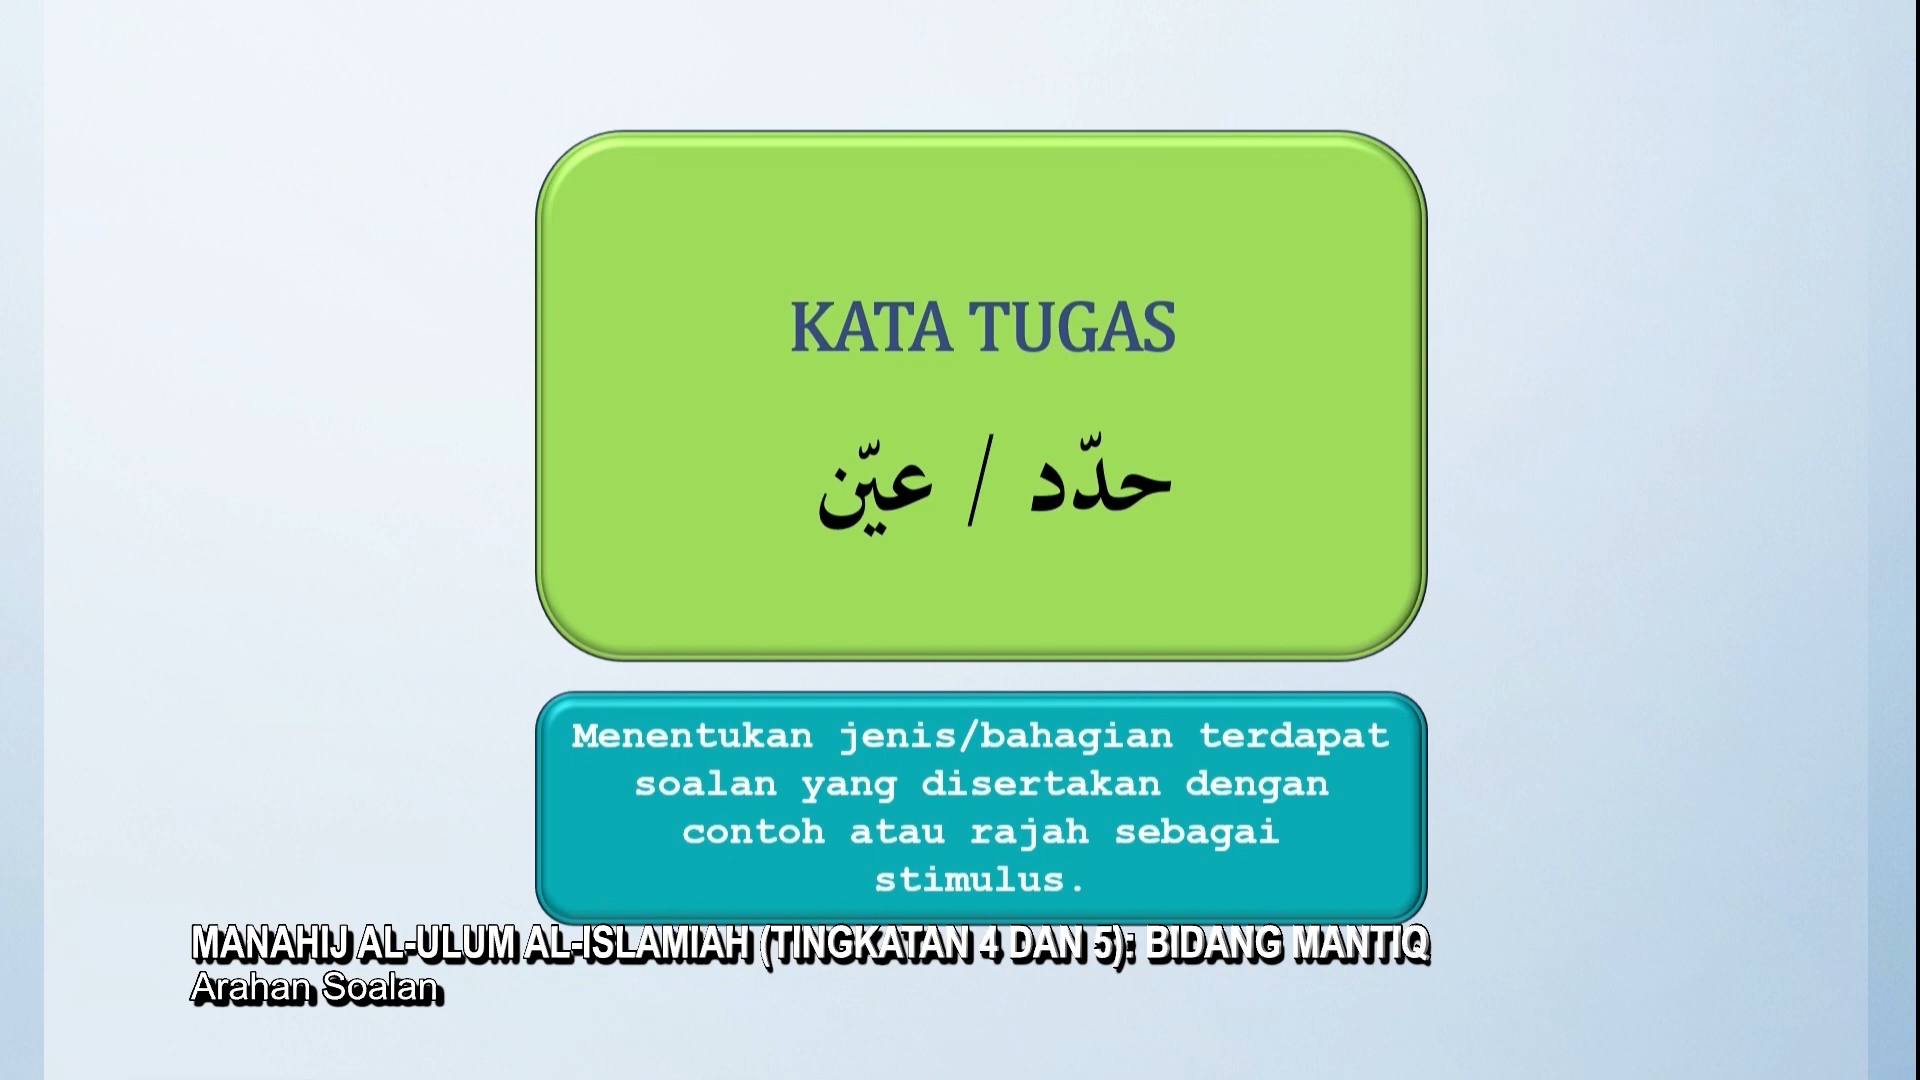 KATA TUGAS
حدّد / عيّن
Menentukan jenis/bahagian terdapat
soalan yang disertakan dengan
contoh atau rajah sebagai
stimulus.
MANAHIJ AL-ULUM AL-ISLAMIAH (TINGKATAN 4 DAN 5): BIDANG MANTIQ
Arahan Soalan